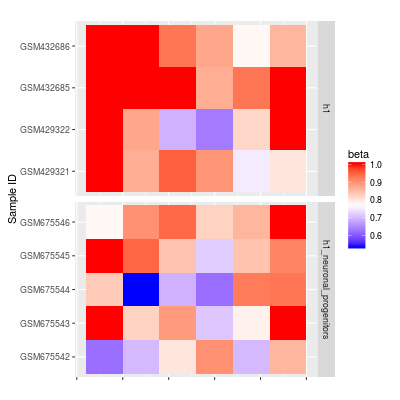 GSM432686
GSM432685
GSM429322
GSM429321
h1
GSM675546
GSM675545
GSM675544
GSM675543
GSM675542
h1_neuronal_progenitors
Sample ID
beta
1.0
0.9
0.8
0.7
0.6